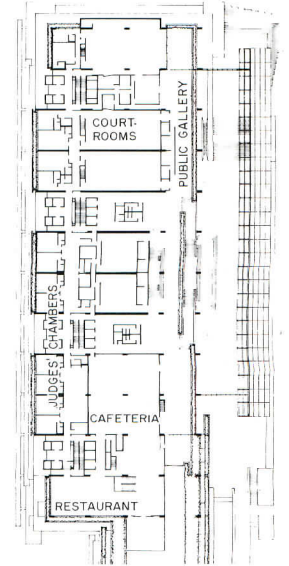 COURT-
ROOMS
PUBLIC GALLERY
JUDGES' CHAMBERS
CAFETERIA
RESTAURANT